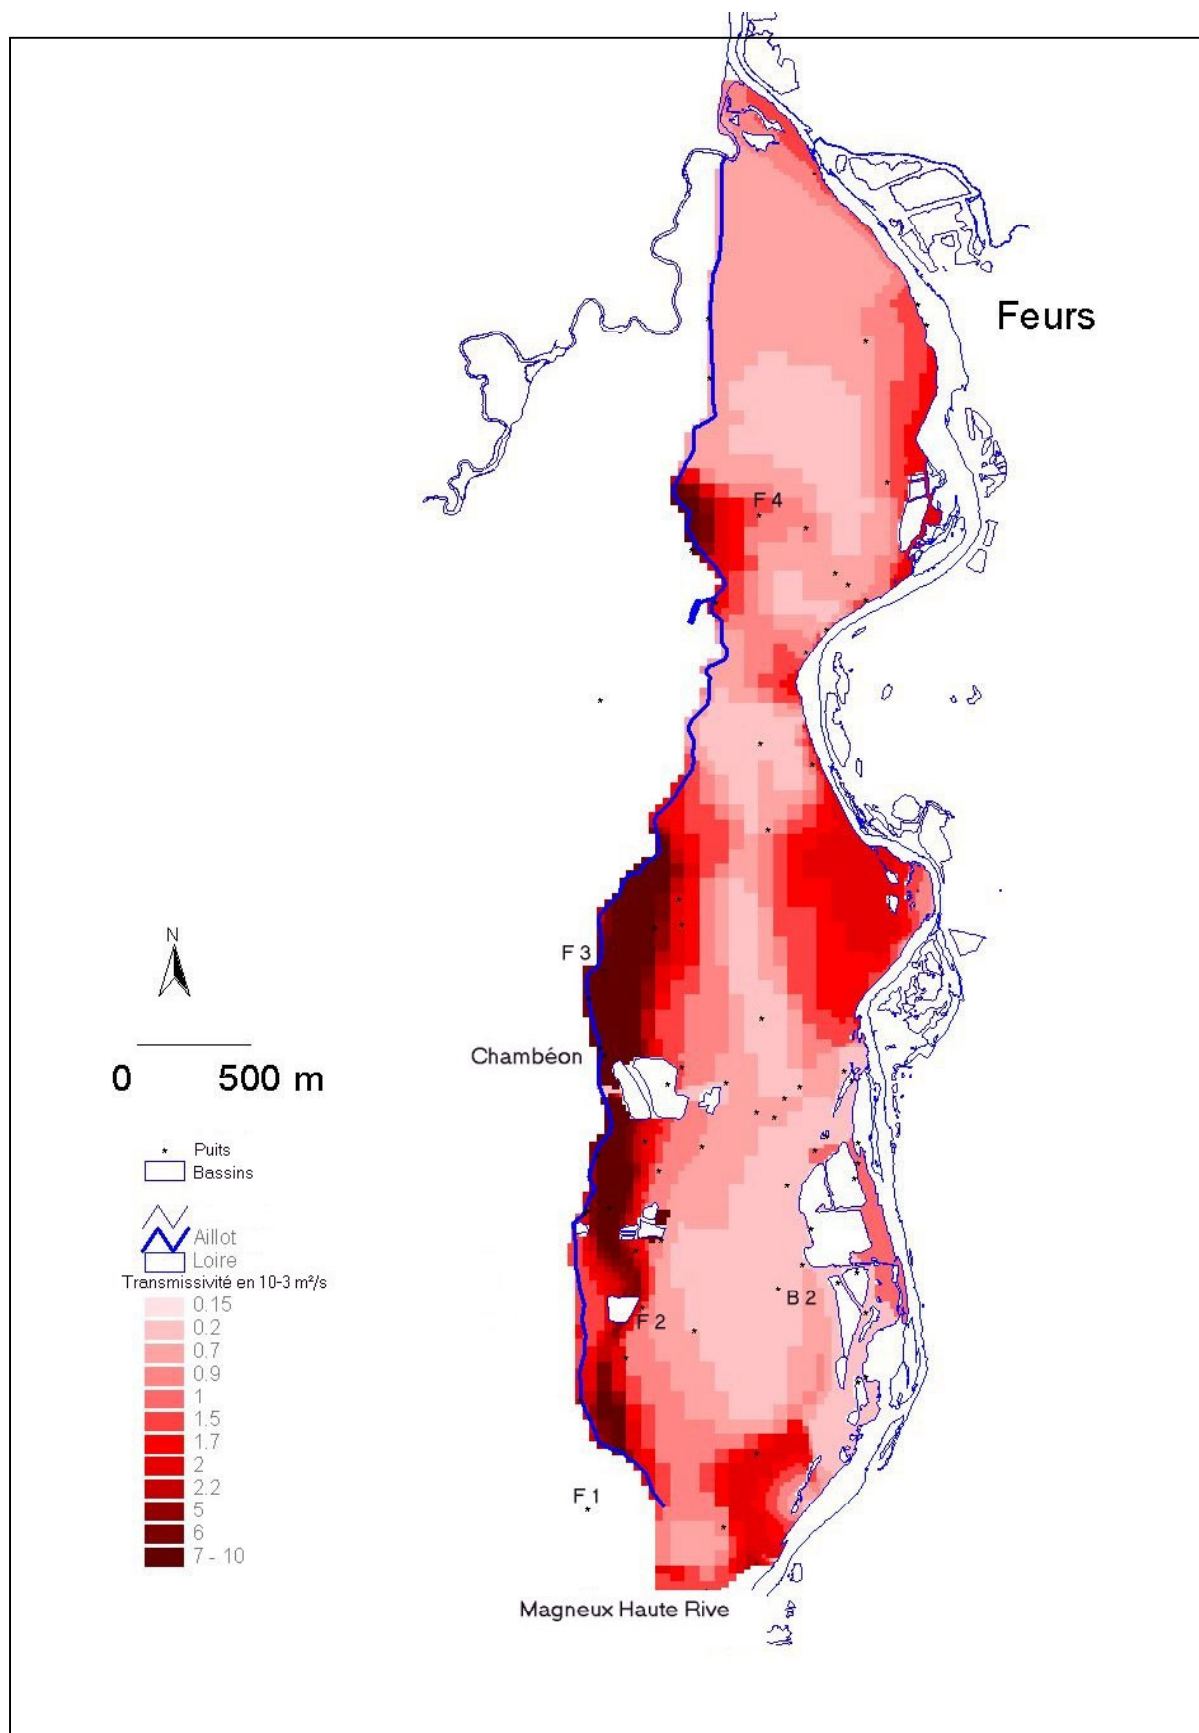 Feurs
F 4
F 3
N
Chambéon
0 500 m
Puits
Bassins
Aillot
Loire
Transmissivité en 10-3 m²/s
0.15
0.2
0.7
0.9
1
1.5
1.7
2
2.2
5
6
7 - 10
B 2
F 2
F 1
Magneux Haute Rive